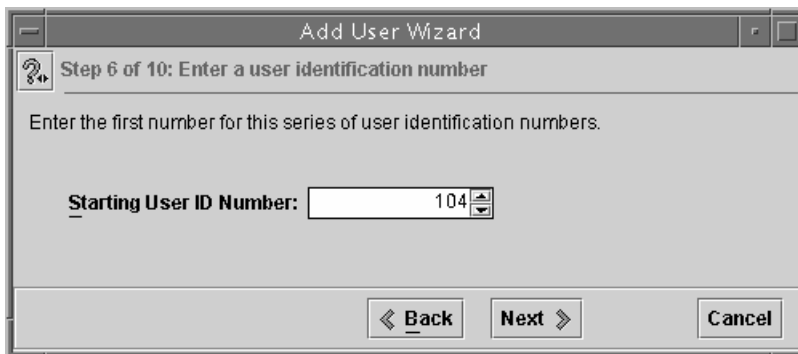 Add User Wizard
Step 6 of 10: Enter a user identification number
Enter the first number for this series of user identification numbers.
Starting User ID Number: 104
Back Next Cancel